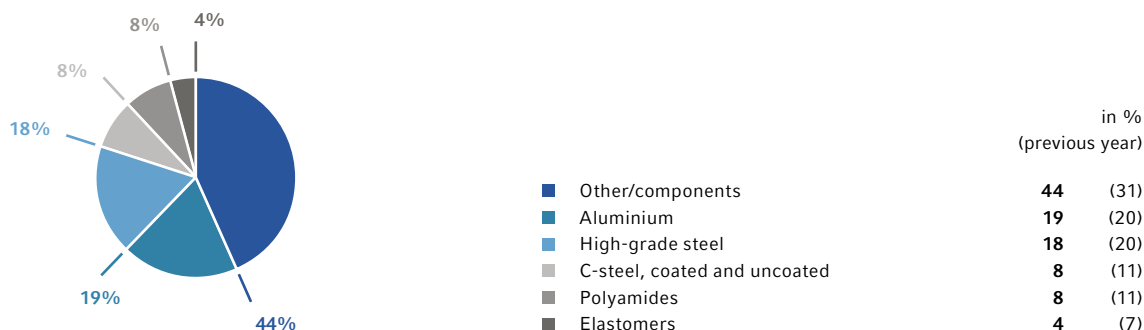 8%
4%
8%
18%
19%
44%
in %
(previous year)
Other/components 44 (31)
Aluminium 19 (20)
High-grade steel 18 (20)
C-steel, coated and uncoated 8 (11)
Polyamides 8 (11)
Elastomers 4 (7)